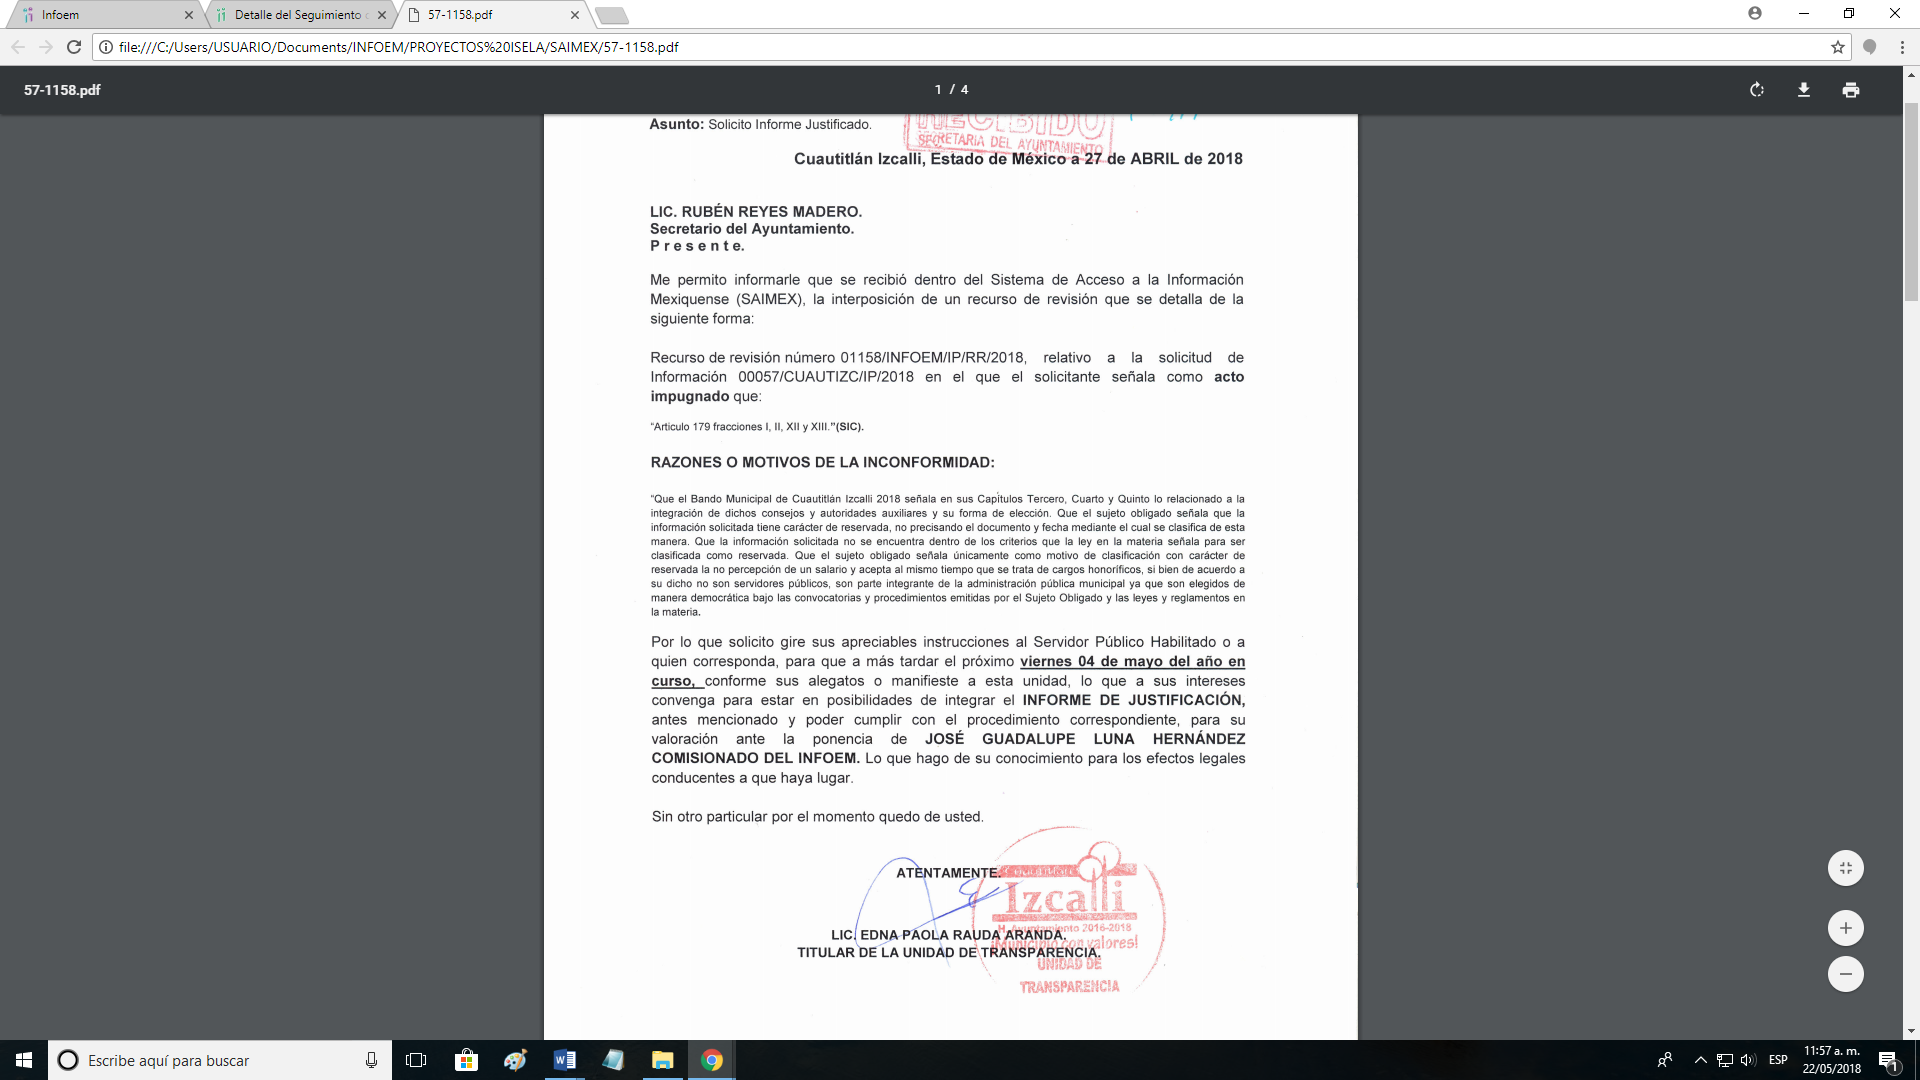 Infoem
Detalle del Seguimiento
57-1158.pdf
file:///C:/Users/USUARIO/Documents/INFOEM/PROYECTOS%20ISELA/SAIMEX/57-1158.pdf
57-1158.pdf
1 / 4
RECIBIDO
Asunto: Solicito Informe Justificado.
SECRETARIA DEL AYUNTAMIENTO
Cuautitlán Izcalli, Estado de México a 27 de ABRIL de 2018
LIC. RUBÉN REYES MADERO.
Secretario del Ayuntamiento.
P r e s e n t e.
Me permito informarle que se recibió dentro del Sistema de Acceso a la Información
Mexiquense (SAIMEX), la interposición de un recurso de revisión que se detalla de la
siguiente forma:
Recurso de revisión número 01158/INFOEM/IP/RR/2018, relativo a la solicitud de
Información 00057/CUAUTIZC/IP/2018 en el que el solicitante señala como acto
impugnado que:
“Articulo 179 fracciones I, II, XII y XIII.”(SIC).
RAZONES O MOTIVOS DE LA INCONFORMIDAD:
“Que el Bando Municipal de Cuautitlán Izcalli 2018 señala en sus Capítulos Tercero, Cuarto y Quinto lo relacionado a la
integración de dichos consejos y autoridades auxiliares y su forma de elección. Que el sujeto obligado señala que la
información solicitada tiene carácter de reservada, no precisando el documento y fecha mediante el cual se clasifica de esta
manera. Que la información solicitada no se encuentra dentro de los criterios que la ley en la materia señala para ser
clasificada como reservada. Que el sujeto obligado señala únicamente como motivo de clasificación con carácter de
reservada la no percepción de un salario y acepta al mismo tiempo que se trata de cargos honoríficos, si bien de acuerdo a
su dicho no son servidores públicos, son parte integrante de la administración pública municipal ya que son elegidos de
manera democrática bajo las convocatorias y procedimientos emitidas por el Sujeto Obligado y las leyes y reglamentos en
la materia.
Por lo que solicito gire sus apreciables instrucciones al Servidor Público Habilitado o a
quien corresponda, para que a más tardar el próximo viernes 04 de mayo del año en
curso, conforme sus alegatos o manifieste a esta unidad, lo que a sus intereses
convenga para estar en posibilidades de integrar el INFORME DE JUSTIFICACIÓN,
antes mencionado y poder cumplir con el procedimiento correspondiente, para su
valoración ante la ponencia de JOSÉ GUADALUPE LUNA HERNÁNDEZ
COMISIONADO DEL INFOEM. Lo que hago de su conocimiento para los efectos legales
conducentes a que haya lugar.
Sin otro particular por el momento quedo de usted.
ATENTAMENTE.
Cuautitlán
Izcalli
H. Ayuntamiento 2016-2018
LIC. EDNA PAOLA RAUDA ARANDA.
¡Municipio con valores!
TITULAR DE LA UNIDAD DE TRANSPARENCIA.
UNIDAD DE
TRANSPARENCIA
Escribe aquí para buscar
ESP
11:57 a. m.
22/05/2018
1